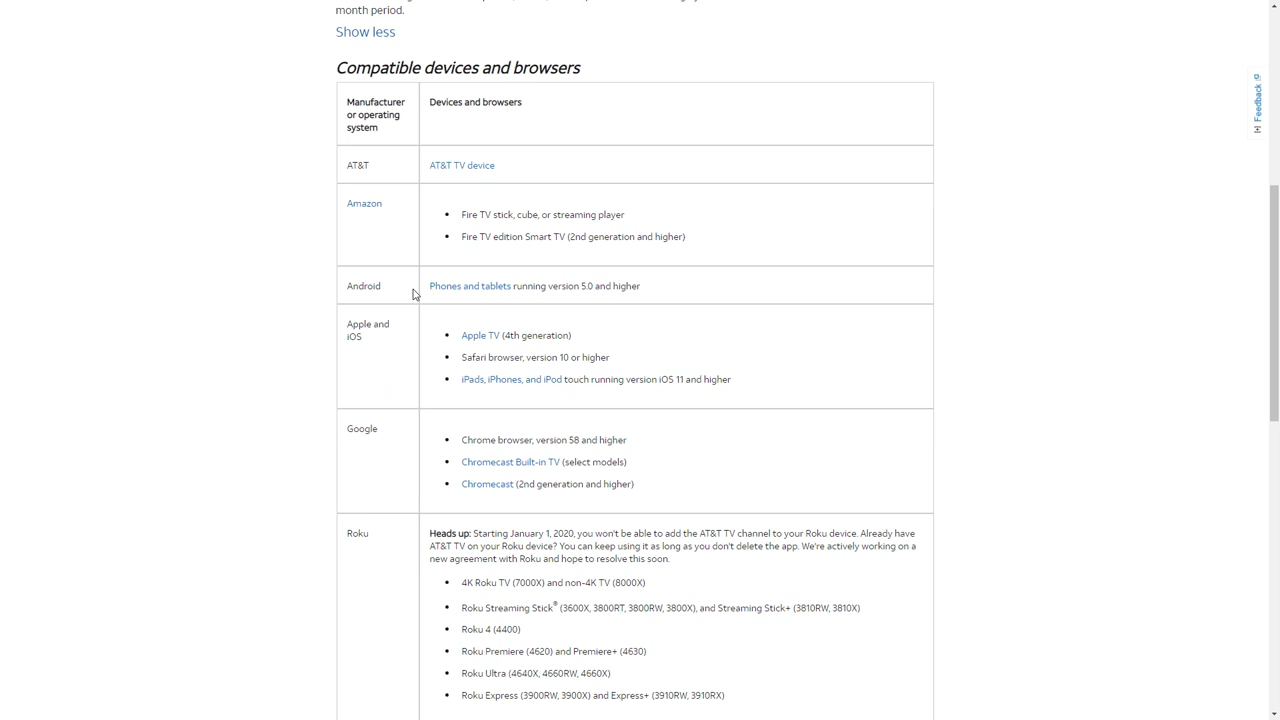 month period.
Show less
Compatible devices and browsers
Manufacturer
or operating
system
Devices and browsers
AT&T
AT&T TV device
Amazon
• Fire TV stick, cube, or streaming player
• Fire TV edition Smart TV (2nd generation and higher)
Android
Phones and tablets running version 5.0 and higher
Apple and
iOS
• Apple TV (4th generation)
• Safari browser, version 10 or higher
• iPads, iPhones, and iPod touch running version iOS 11 and higher
Google
• Chrome browser, version 58 and higher
• Chromecast Built-in TV (select models)
• Chromecast (2nd generation and higher)
Roku
Heads up: Starting January 1, 2020, you won't be able to add the AT&T TV channel to your Roku device. Already have
AT&T TV on your Roku device? You can keep using it as long as you don't delete the app. We're actively working on a
new agreement with Roku and hope to resolve this soon.
• 4K Roku TV (7000X) and non-4K TV (8000X)
• Roku Streaming Stick® (3600X, 3800RT, 3800RW, 3800X), and Streaming Stick+ (3810RW, 3810X)
• Roku 4 (4400)
• Roku Premiere (4620) and Premiere+ (4630)
• Roku Ultra (4640X, 4660RW, 4660X)
• Roku Express (3900RW, 3900X) and Express+ (3910RW, 3910RX)
[+] Feedback